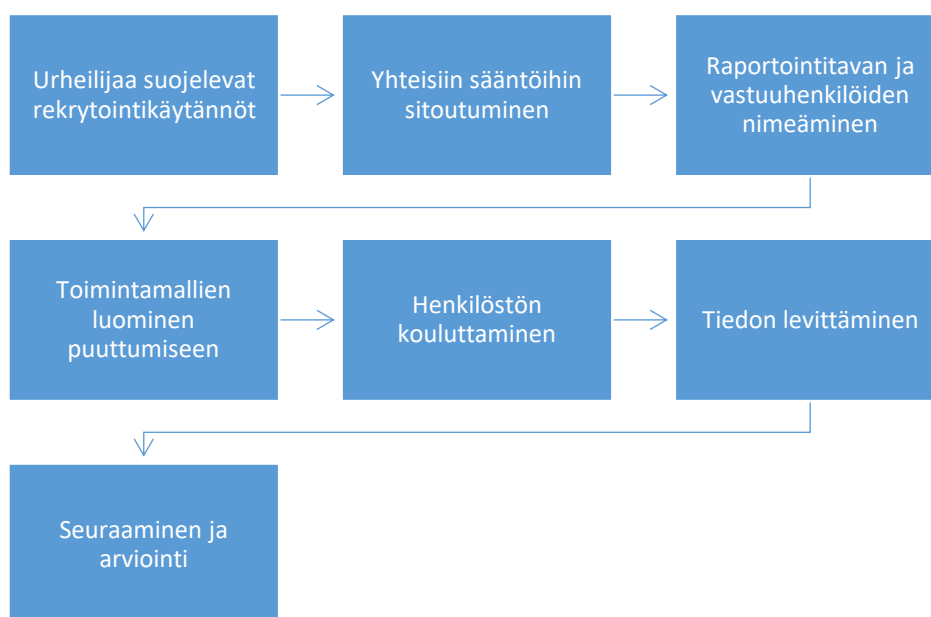 Urheilijaa suojelevat
rekrytointikäytännöt
Yhteisiin sääntöihin
sitoutuminen
Raportointitavan ja
vastuuhenkilöiden
nimeäminen
Toimintamallien
luominen
puuttumiseen
Henkilöstön
kouluttaminen
Tiedon levittäminen
Seuraaminen ja
arviointi